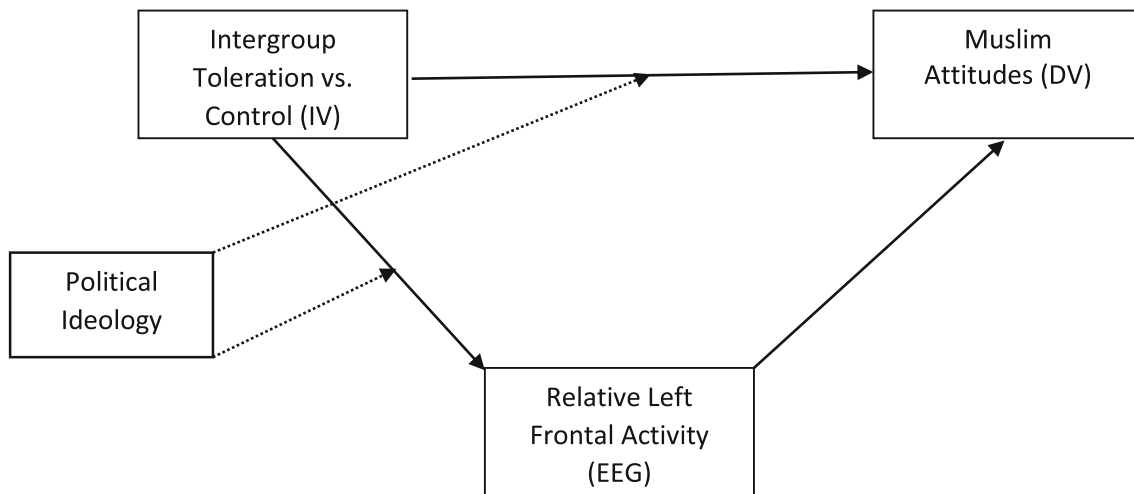 Intergroup
Toleration vs.
Control (IV)
Muslim
Attitudes (DV)
Political
Ideology
Relative Left
Frontal Activity
(EEG)